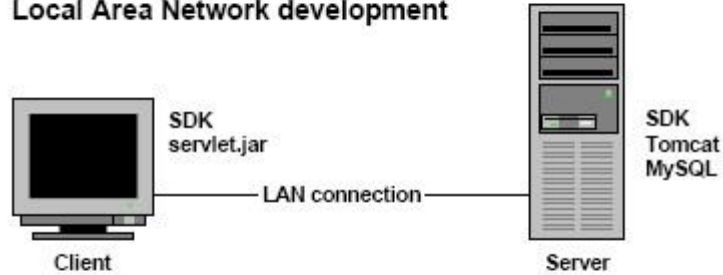 Local Area Network development
SDK
servlet.jar
LAN connection
Client
SDK
Tomcat
MySQL
Server